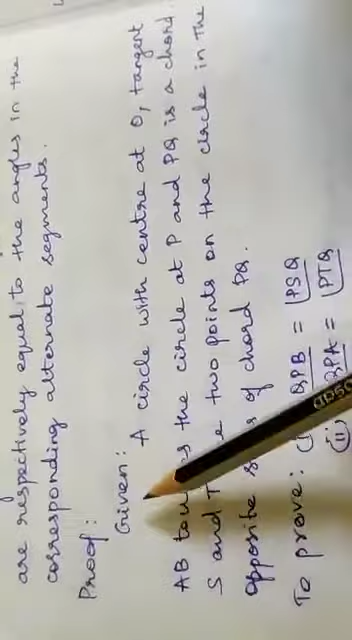 are respectively equal to the angles in the
corresponding alternate segments.
Proof:
Given:
A circle with centre at O, tangent
AB the circle at P and PQ is a chord.
S and two points on the circle in the
opposite of chord PQ.
To prove: QPB = PSQ
(ii) QPA = PTQ